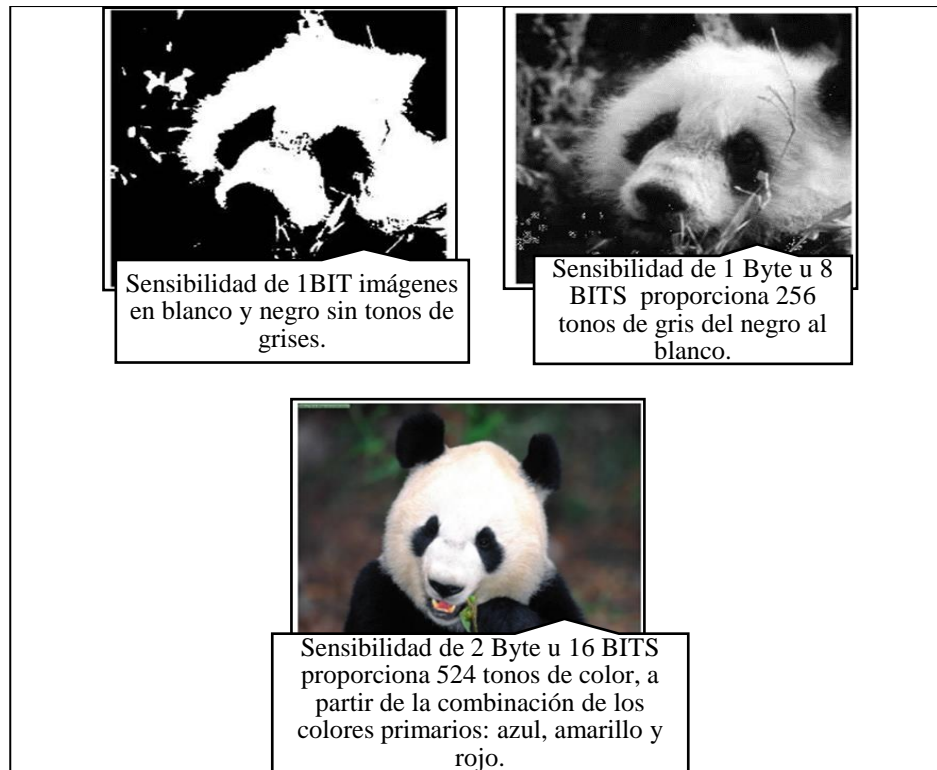 Sensibilidad de 1BIT imágenes
en blanco y negro sin tonos de
grises.
Sensibilidad de 1 Byte u 8
BITS proporciona 256
tonos de gris del negro al
blanco.
Sensibilidad de 2 Byte u 16 BITS
proporciona 524 tonos de color, a
partir de la combinación de los
colores primarios: azul, amarillo y
rojo.